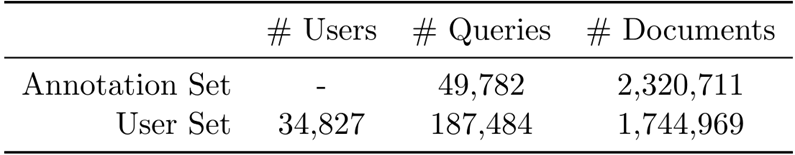 # Users # Queries # Documents
Annotation Set - 49,782 2,320,711
User Set 34,827 187,484 1,744,969